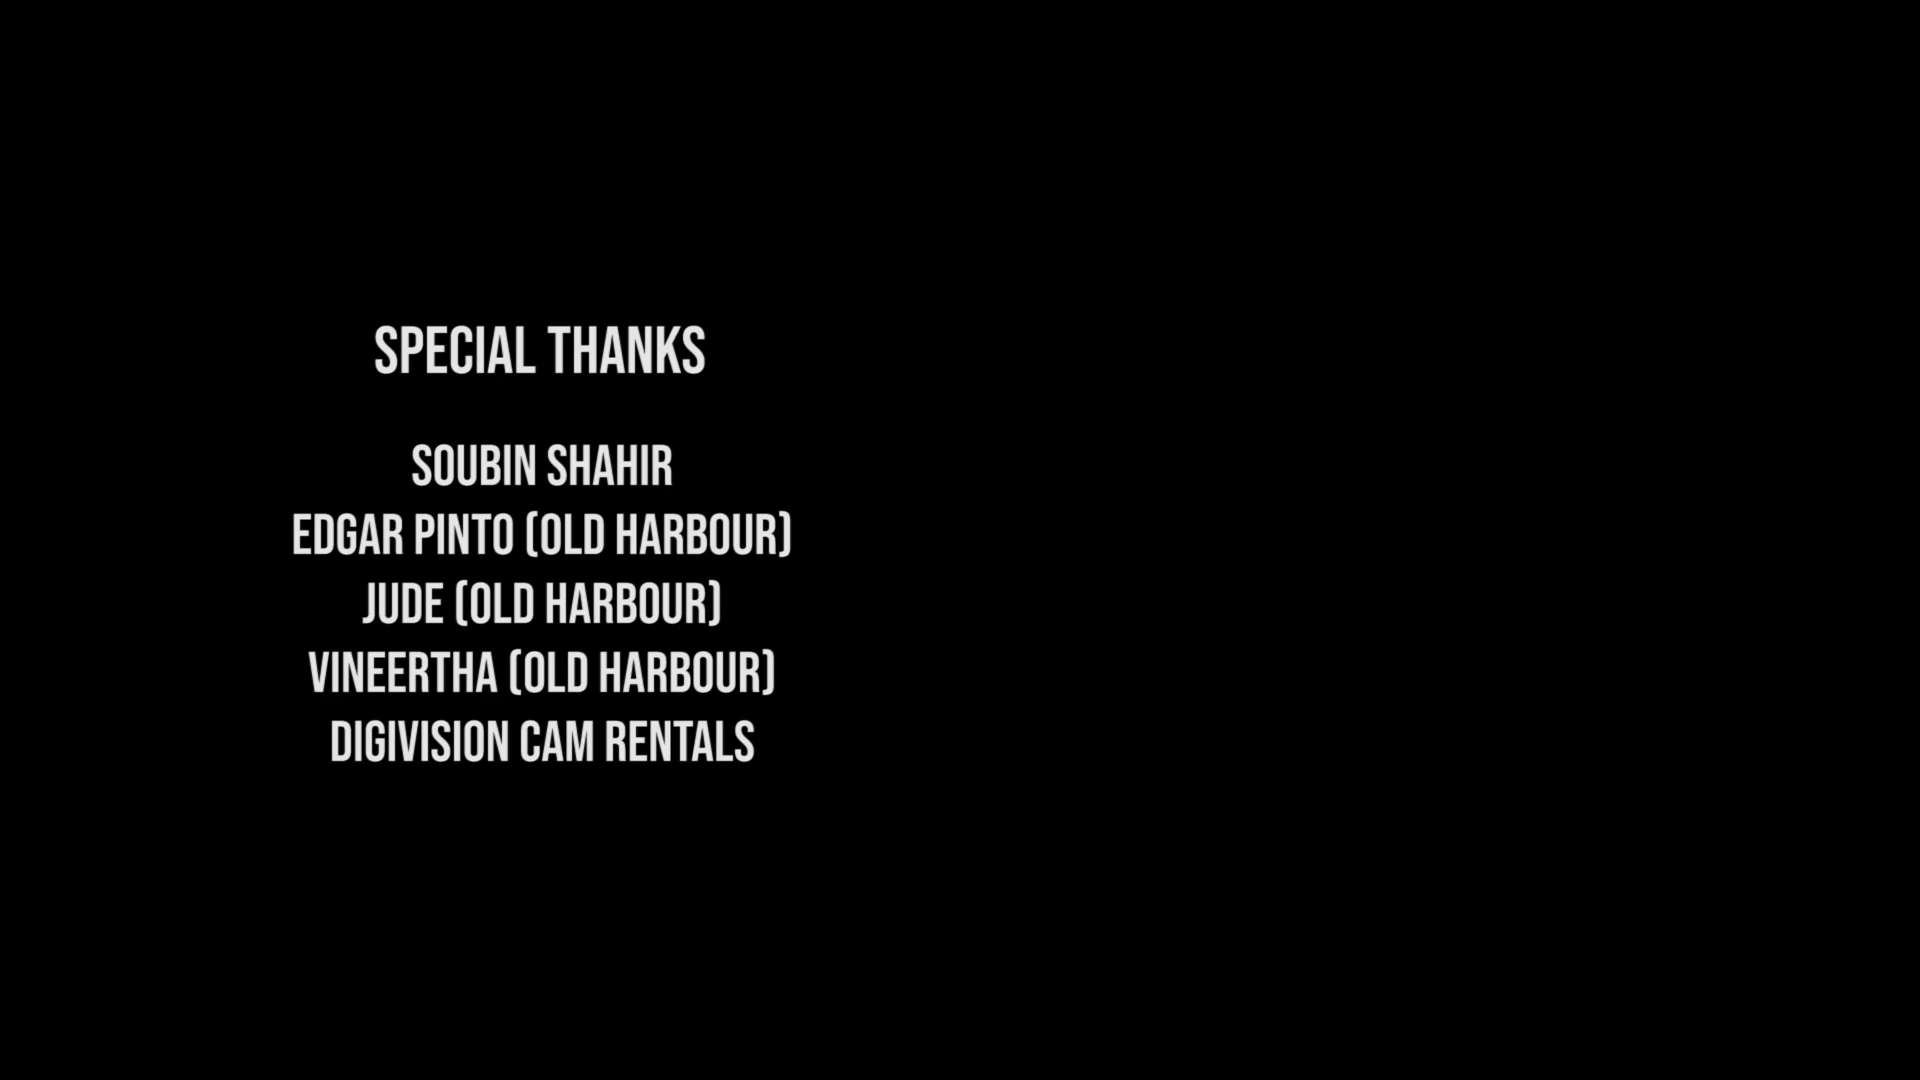 SPECIAL THANKS
SOUBIN SHAHIR
EDGAR PINTO (OLD HARBOUR)
JUDE (OLD HARBOUR)
VINEERTHA (OLD HARBOUR)
DIGIVISION CAM RENTALS